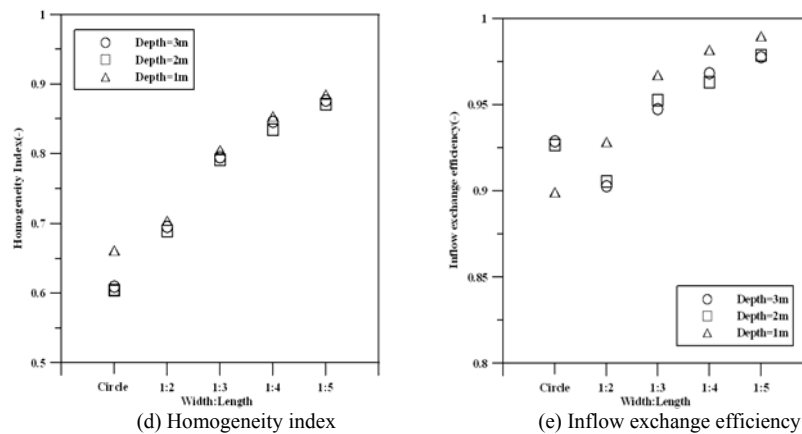 1
0.9
0.8
0.7
0.6
0.5
Homogeneity Index(-)
Depth=3m
Depth=2m
Depth=1m
Circle 1:2 1:3 1:4 1:5
Width:Length
(d) Homogeneity index
1
0.95
0.9
0.85
0.8
Inflow exchange efficiency(-)
Depth=3m
Depth=2m
Depth=1m
Circle 1:2 1:3 1:4 1:5
Width:Length
(e) Inflow exchange efficiency